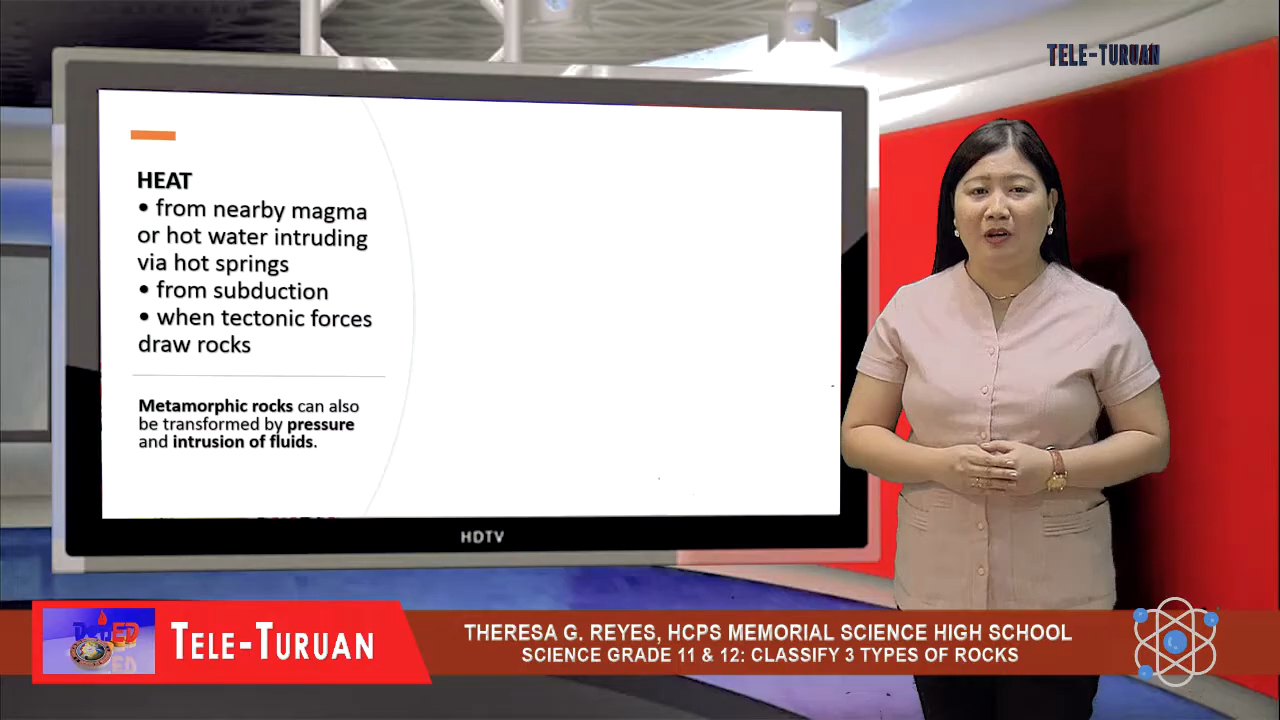 TELE-TURUAN
HEAT
• from nearby magma
or hot water intruding
via hot springs
• from subduction
• when tectonic forces
draw rocks
Metamorphic rocks can also
be transformed by pressure
and intrusion of fluids.
HDTV
DepED
TELE-TURUAN
THERESA G. REYES, HCPS MEMORIAL SCIENCE HIGH SCHOOL
SCIENCE GRADE 11 & 12: CLASSIFY 3 TYPES OF ROCKS